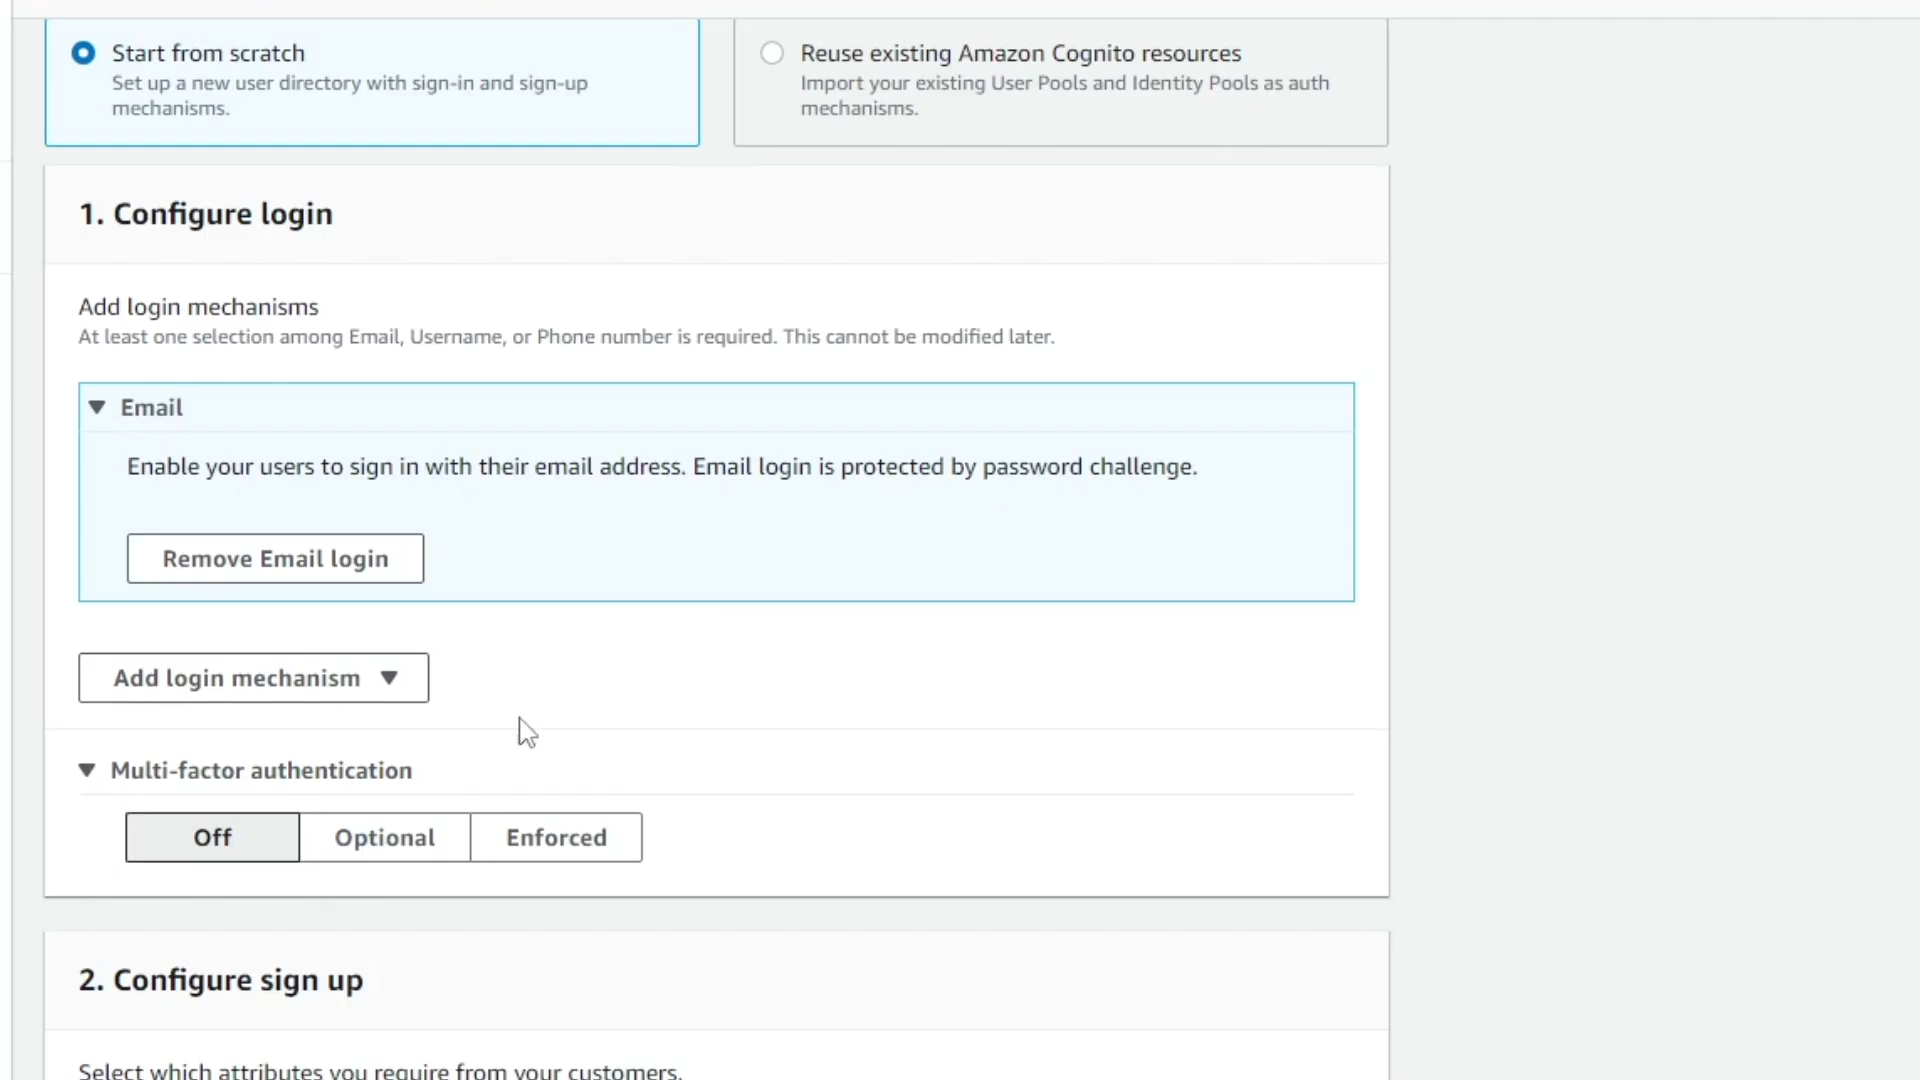 Start from scratch
Set up a new user directory with sign-in and sign-up
mechanisms.
Reuse existing Amazon Cognito resources
Import your existing User Pools and Identity Pools as auth
mechanisms.
1. Configure login
Add login mechanisms
At least one selection among Email, Username, or Phone number is required. This cannot be modified later.
Email
Enable your users to sign in with their email address. Email login is protected by password challenge.
Remove Email login
Add login mechanism
Multi-factor authentication
Off
Optional
Enforced
2. Configure sign up
Select which attributes you require from your customers.